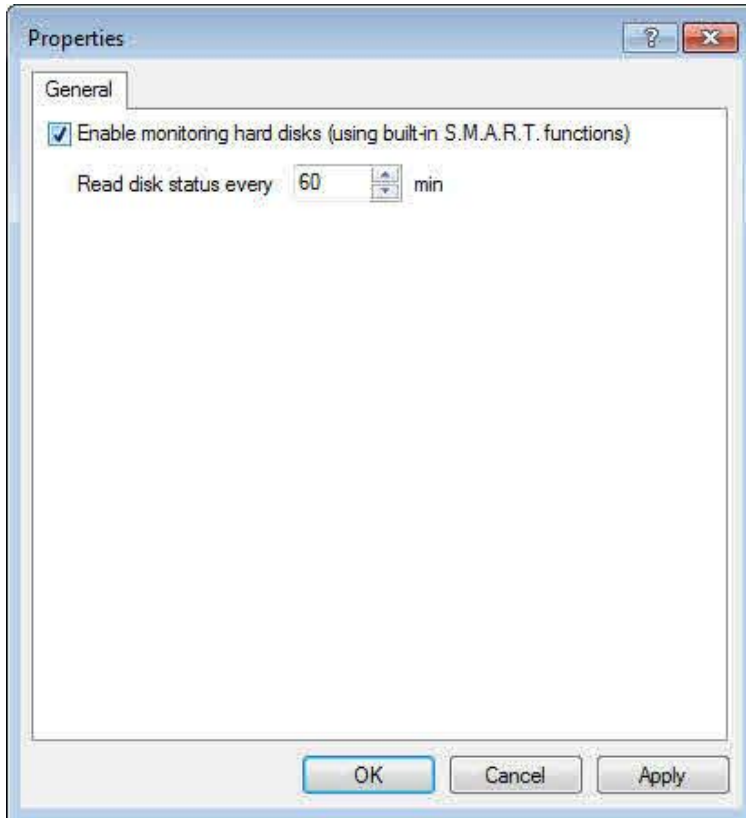 Properties
General
Enable monitoring hard disks (using built-in S.M.A.R.T. functions)
Read disk status every 60 min
OK Cancel Apply